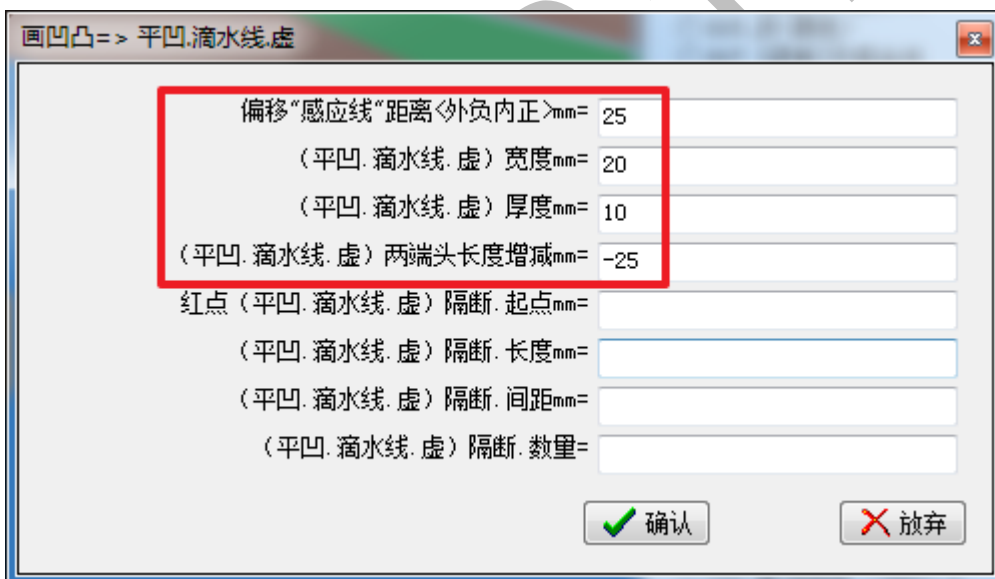 画凹凸=> 平凹.滴水线.虚
偏移"感应线"距离<外负内正>mm= 25
(平凹.滴水线.虚)宽度mm= 20
(平凹.滴水线.虚)厚度mm= 10
(平凹.滴水线.虚)两端头长度增减mm= -25
红点(平凹.滴水线.虚)隔断.起点mm=
(平凹.滴水线.虚)隔断.长度mm=
(平凹.滴水线.虚)隔断.间距mm=
(平凹.滴水线.虚)隔断.数量=
确认 放弃